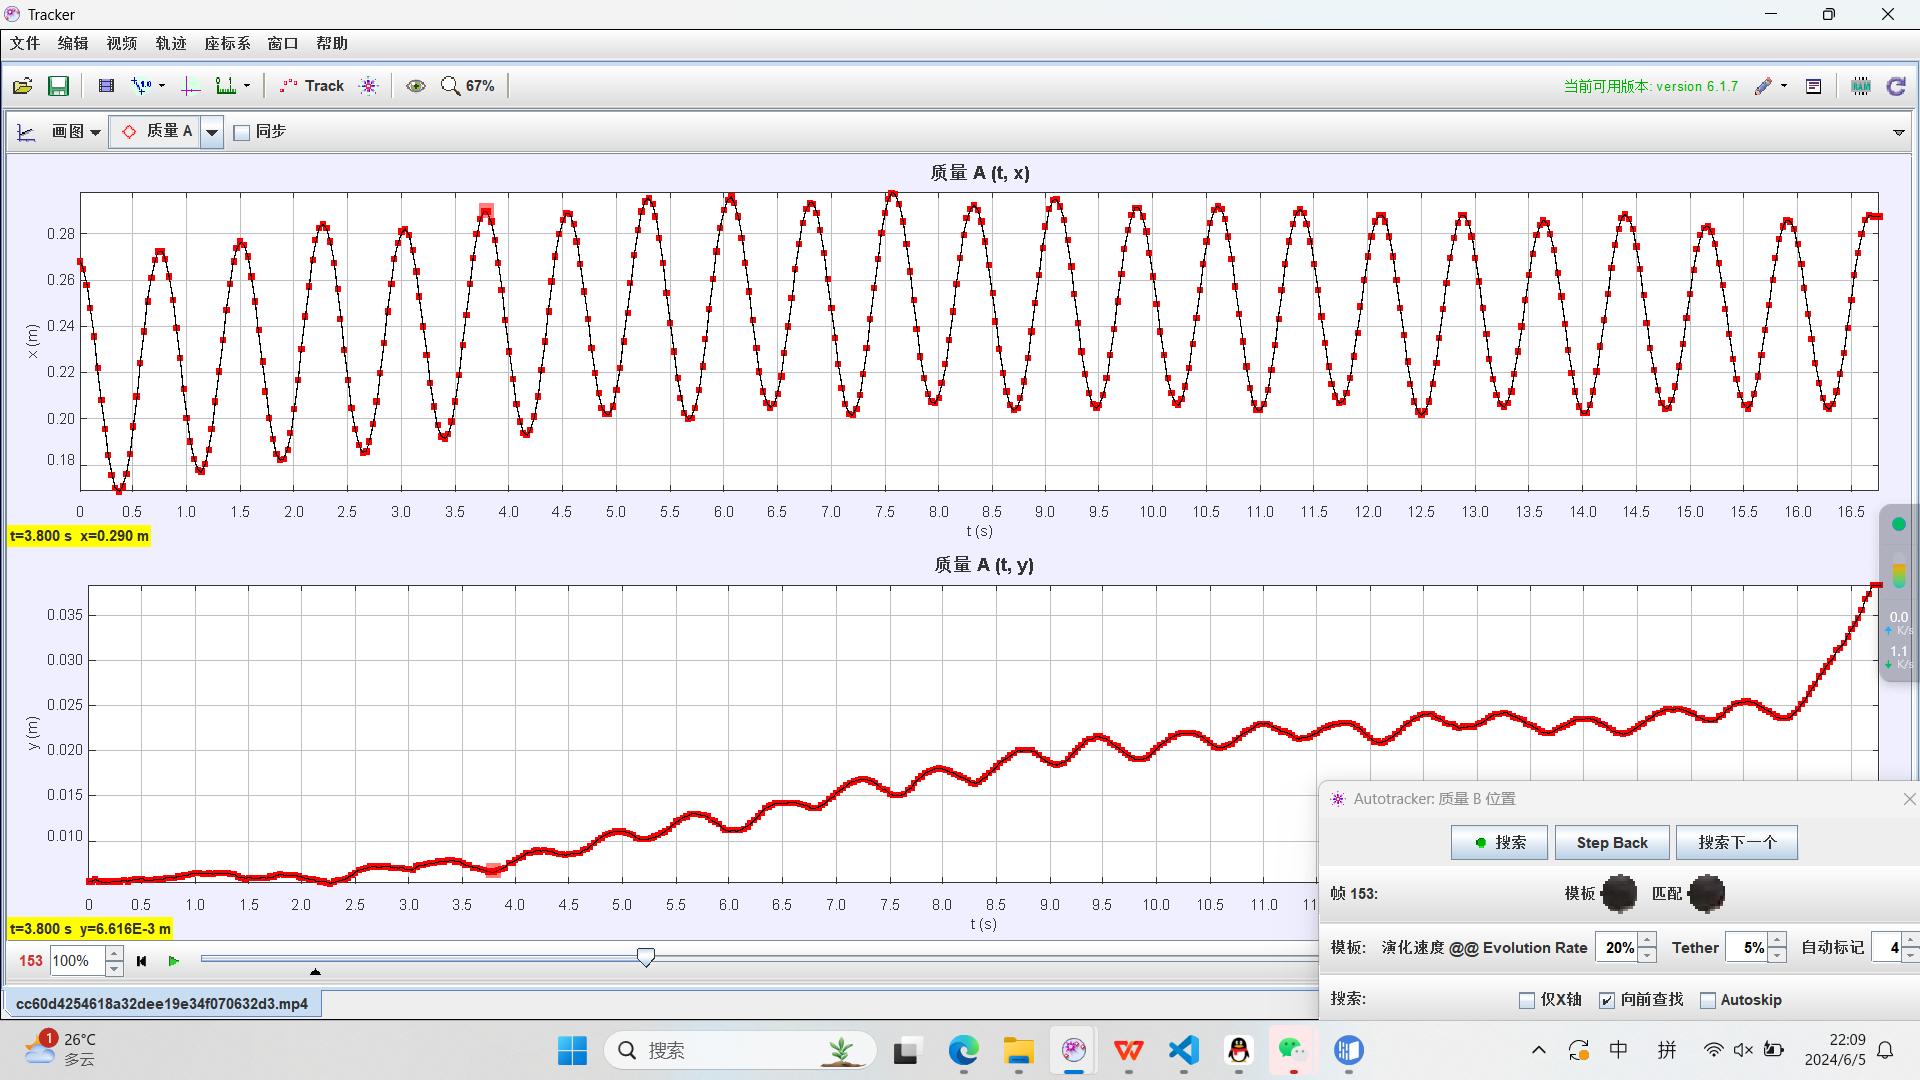 Tracker
文件 编辑 视频 轨迹 座标系 窗口 帮助
Track 67% 当前可用版本: version 6.1.7
画图 质量 A 同步
质量 A (t, x)
x (m)
0.28
0.26
0.24
0.22
0.20
0.18
0 0.5 1.0 1.5 2.0 2.5 3.0 3.5 4.0 4.5 5.0 5.5 6.0 6.5 7.0 7.5 8.0 8.5 9.0 9.5 10.0 10.5 11.0 11.5 12.0 12.5 13.0 13.5 14.0 14.5 15.0 15.5 16.0 16.5
t (s)
t=3.800 s x=0.290 m
质量 A (t, y)
y (m)
0.035
0.030
0.025
0.020
0.015
0.010
0 0.5 1.0 1.5 2.0 2.5 3.0 3.5 4.0 4.5 5.0 5.5 6.0 6.5 7.0 7.5 8.0 8.5 9.0 9.5 10.0 10.5 11.0 11
t (s)
t=3.800 s y=6.616E-3 m
0.0
K/s
1.1
K/s
153 100%
cc60d4254618a32dee19e34f070632d3.mp4
Autotracker: 质量 B 位置
搜索 Step Back 搜索下一个
帧 153: 模板 匹配
模板: 演化速度 @@ Evolution Rate 20% Tether 5% 自动标记 4
搜索: 仅X轴 向前查找 Autoskip
1 26°C
多云
搜索
中 拼
22:09
2024/6/5